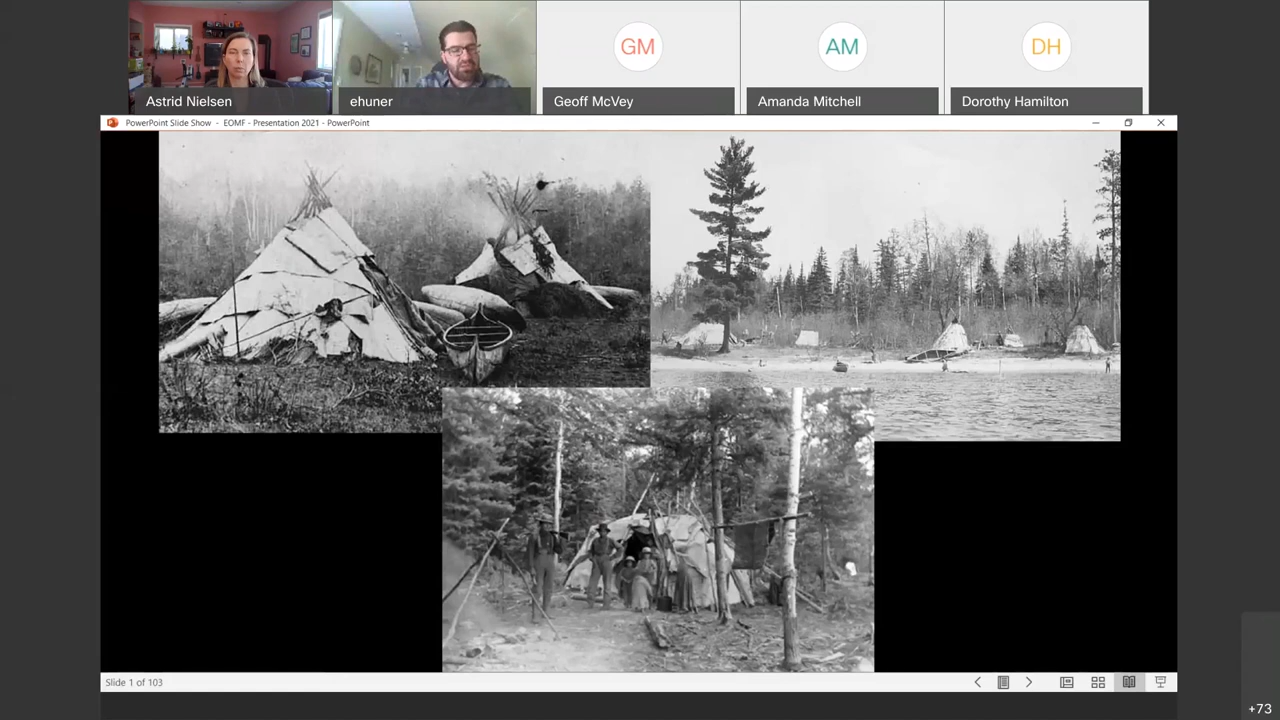 GM
AM
DH
Astrid Nielsen
ehuner
Geoff McVey
Amanda Mitchell
Dorothy Hamilton
PowerPoint Slide Show - EOMF - Presentation 2021 - PowerPoint
Slide 1 of 103
+73